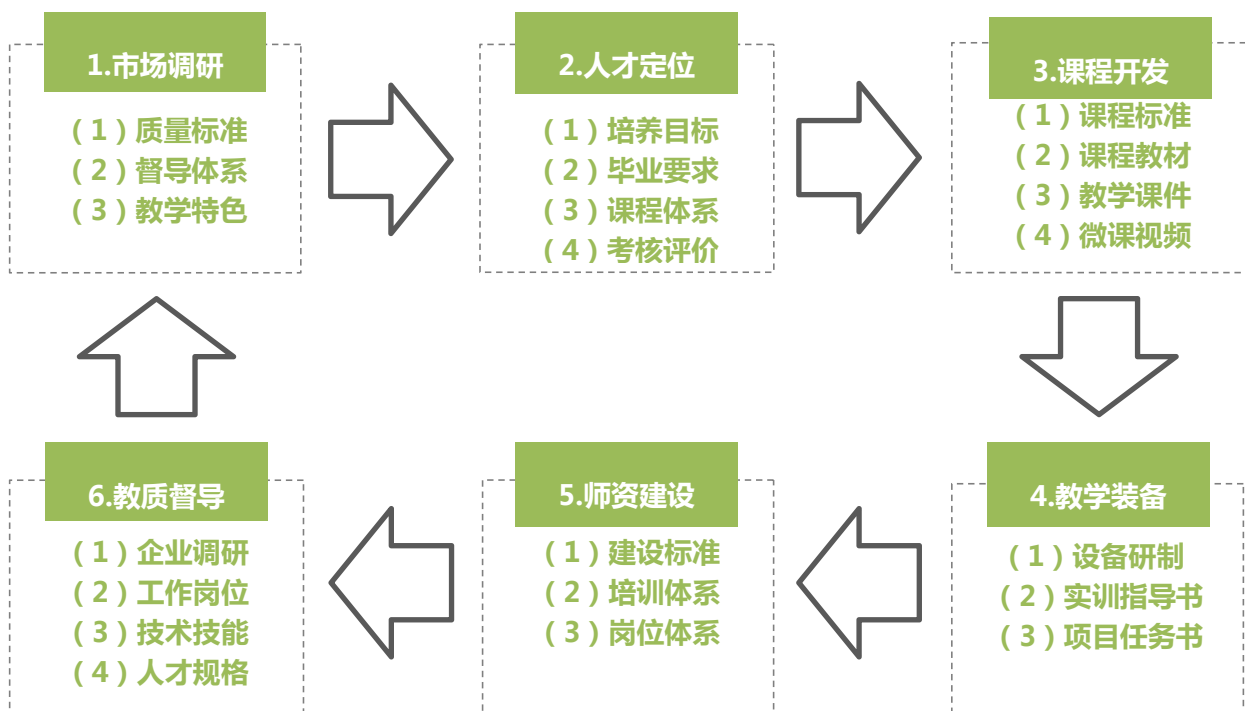 1.市场调研
（1）质量标准
（2）督导体系
（3）教学特色
2.人才定位
（1）培养目标
（2）毕业要求
（3）课程体系
（4）考核评价
3.课程开发
（1）课程标准
（2）课程教材
（3）教学课件
（4）微课视频
4.教学装备
（1）设备研制
（2）实训指导书
（3）项目任务书
5.师资建设
（1）建设标准
（2）培训体系
（3）岗位体系
6.教质督导
（1）企业调研
（2）工作岗位
（3）技术技能
（4）人才规格